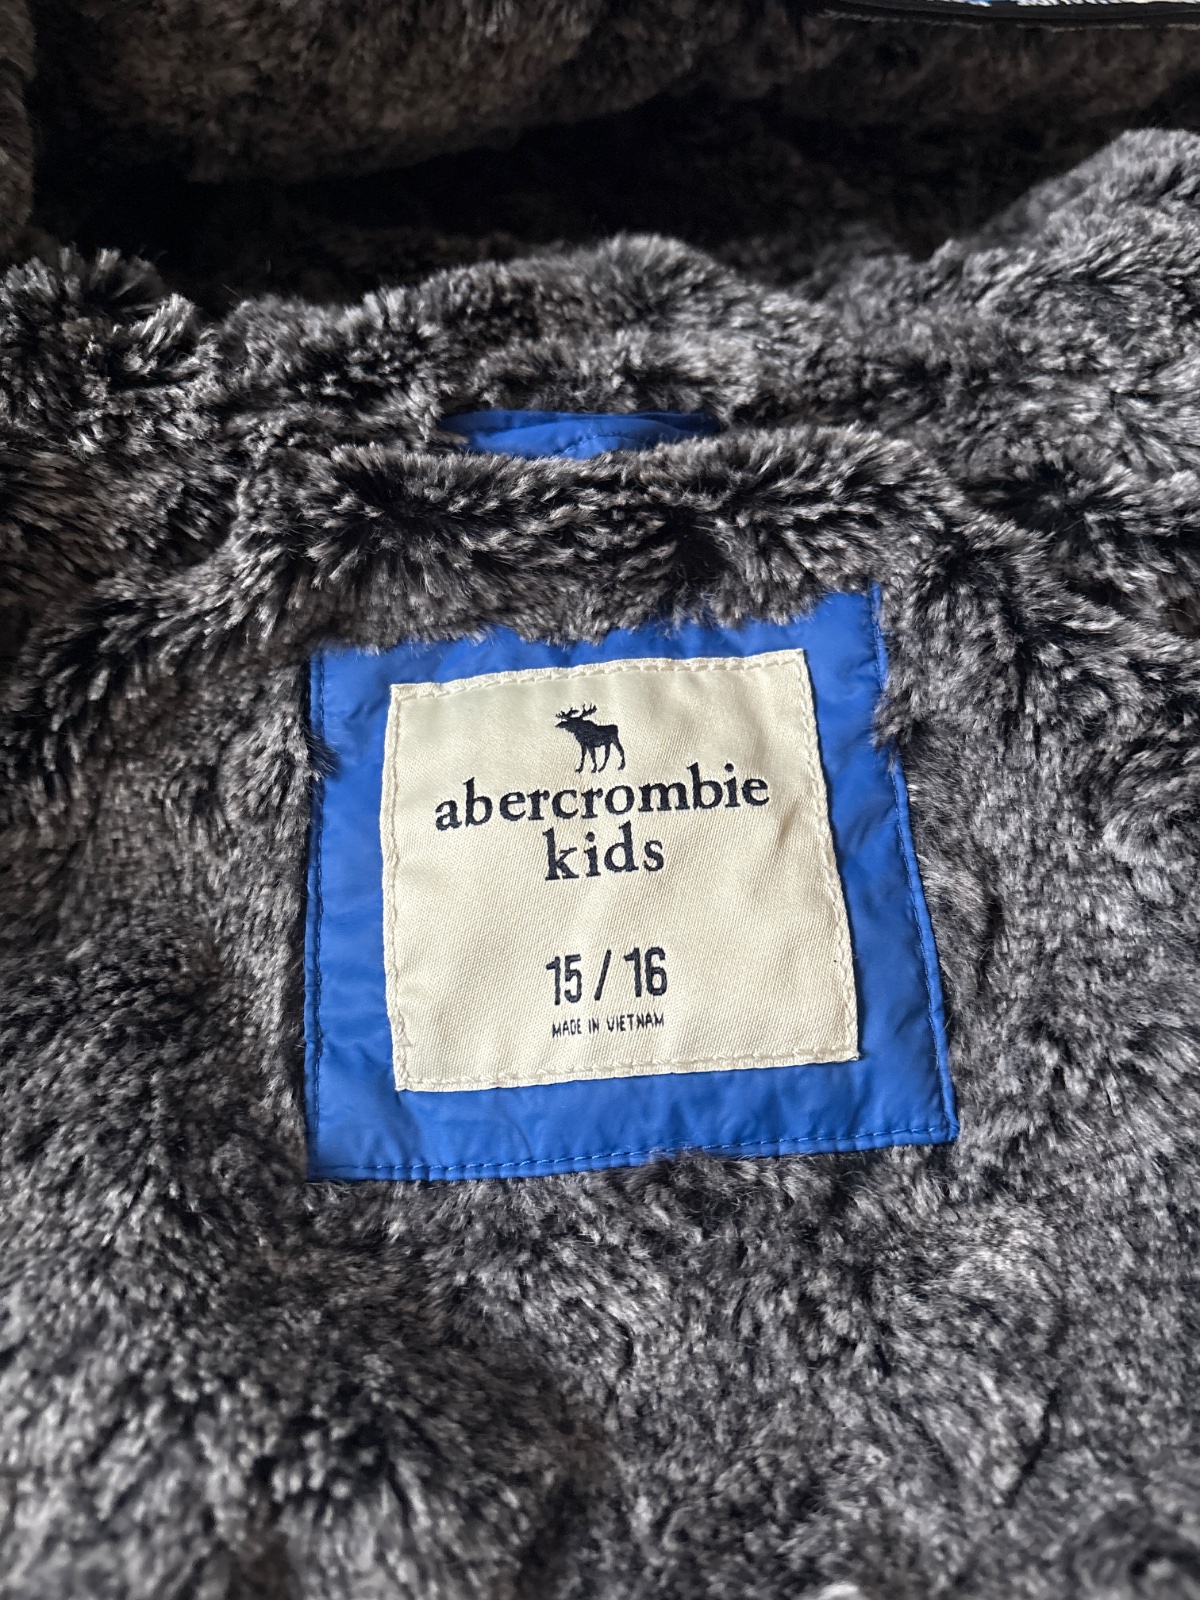 abercrombie
kids
15 / 16
MADE IN VIETNAM